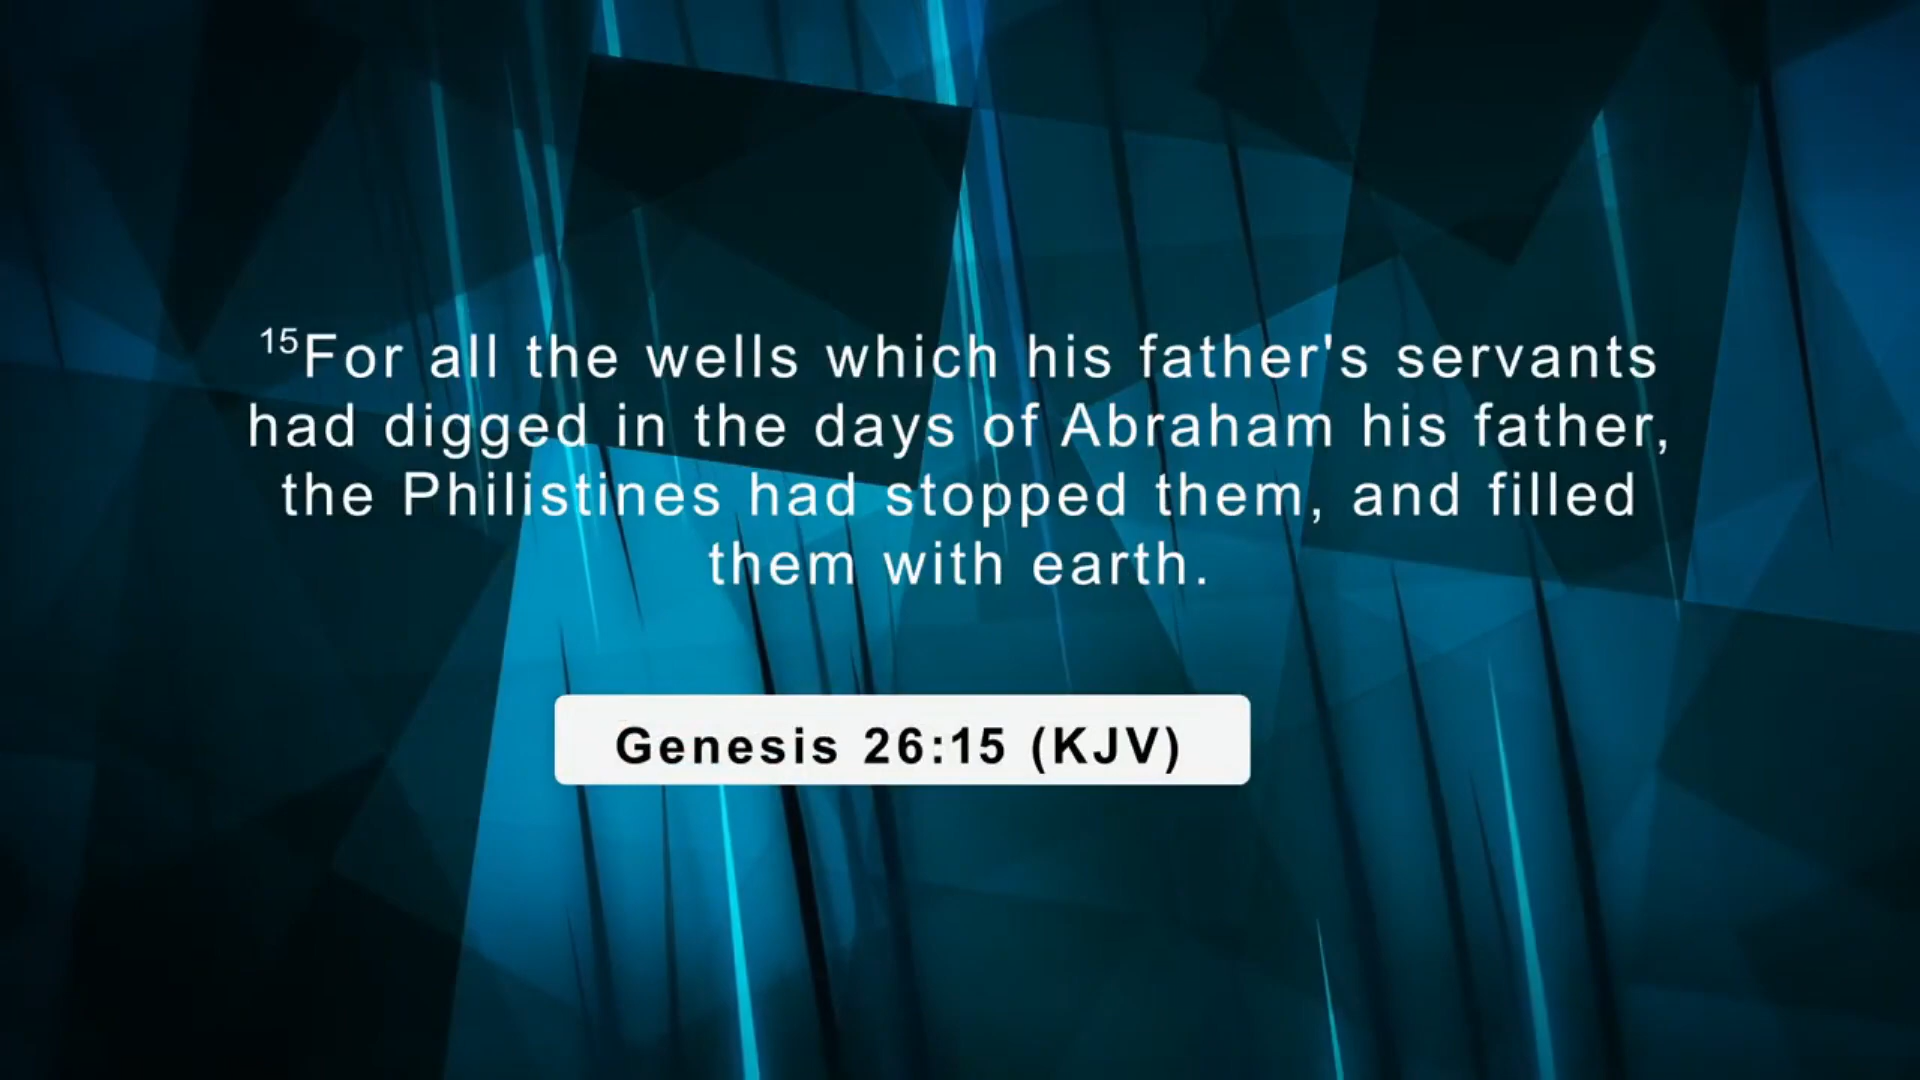 15For all the wells which his father's servants
had digged in the days of Abraham his father,
the Philistines had stopped them, and filled
them with earth.
Genesis 26:15 (KJV)